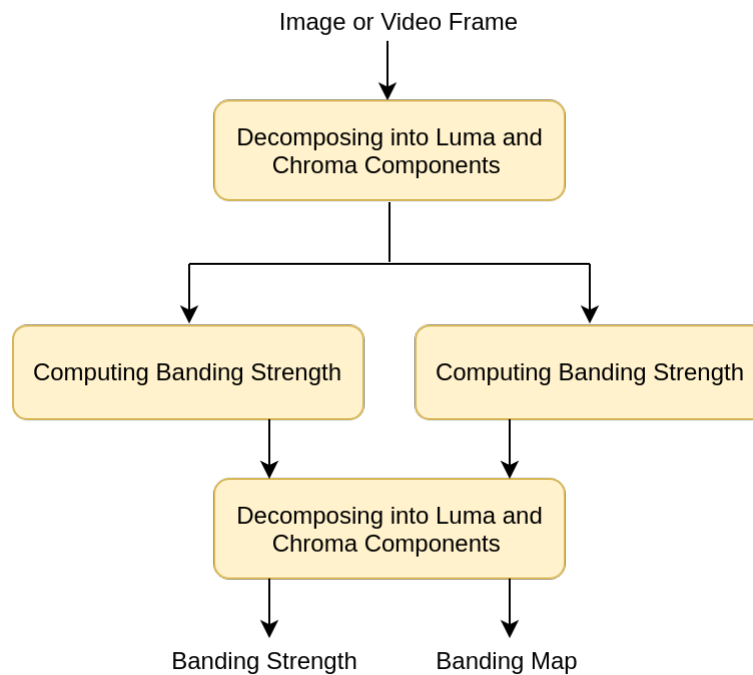 Image or Video Frame
Decomposing into Luma and
Chroma Components
Computing Banding Strength
Computing Banding Strength
Decomposing into Luma and
Chroma Components
Banding Strength
Banding Map